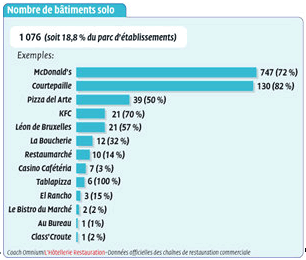 Nombre de bâtiments solo
1 076 (soit 18,8 % du parc d'établissements)
Exemples:
McDonald's 747 (72 %)
Courtepaille 130 (82 %)
Pizza del Arte 39 (50 %)
KFC 21 (70 %)
Léon de Bruxelles 21 (57 %)
La Boucherie 12 (32 %)
Restaumarché 10 (14 %)
Casino Cafétéria 7 (3 %)
Tablapizza 6 (100 %)
El Rancho 3 (15 %)
Le Bistro du Marché 2 (2 %)
Au Bureau 1 (1%)
Class'Croute 1 (2 %)
Coach Omnium/L'Hôtellerie Restauration-Données officielles des chaînes de restauration commerciale